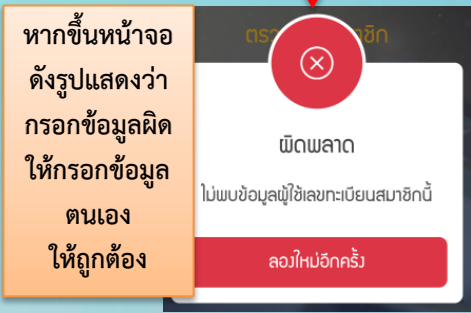 หากขึ้นหน้าจอ
ดังรูปแสดงว่า
กรอกข้อมูลผิด
ให้กรอกข้อมูล
ตนเอง
ให้ถูกต้อง
ผิดพลาด
ไม่พบข้อมูลผู้ใช้เลขทะเบียนสมาชิกนี้
ลองใหม่อีกครั้ง